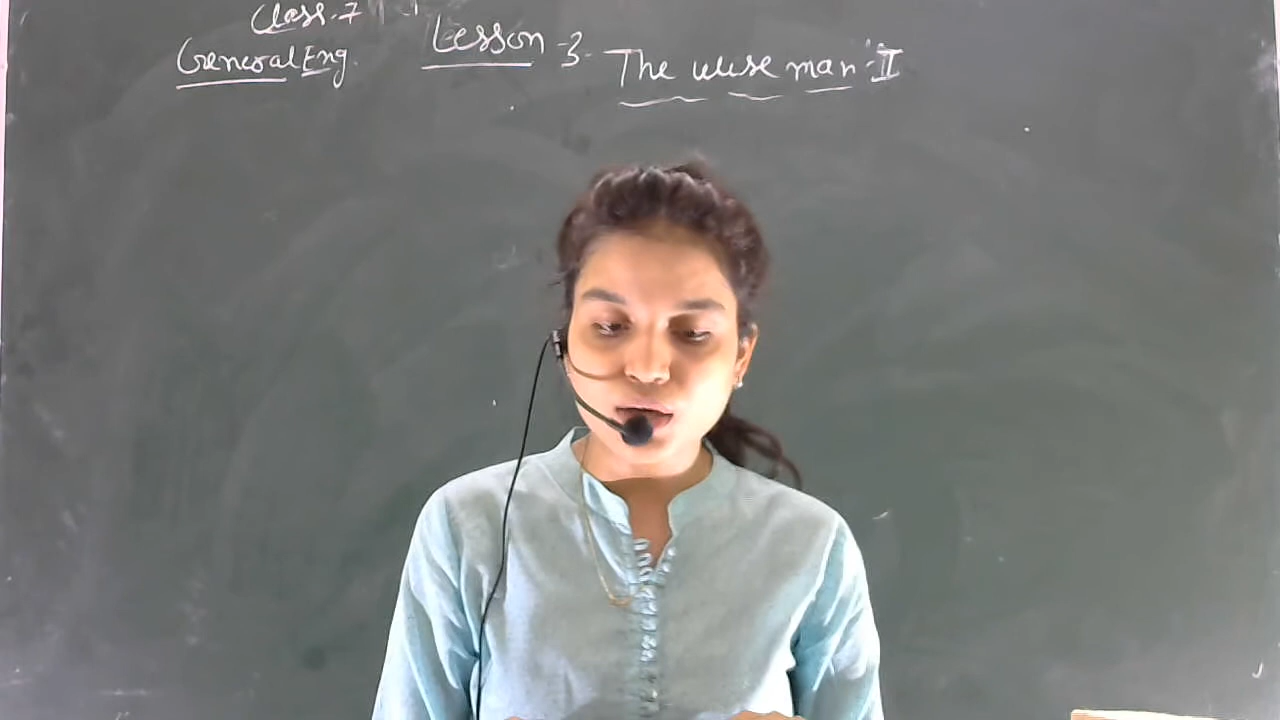 Class-7
General Eng.
Lesson-3- The wise man-II